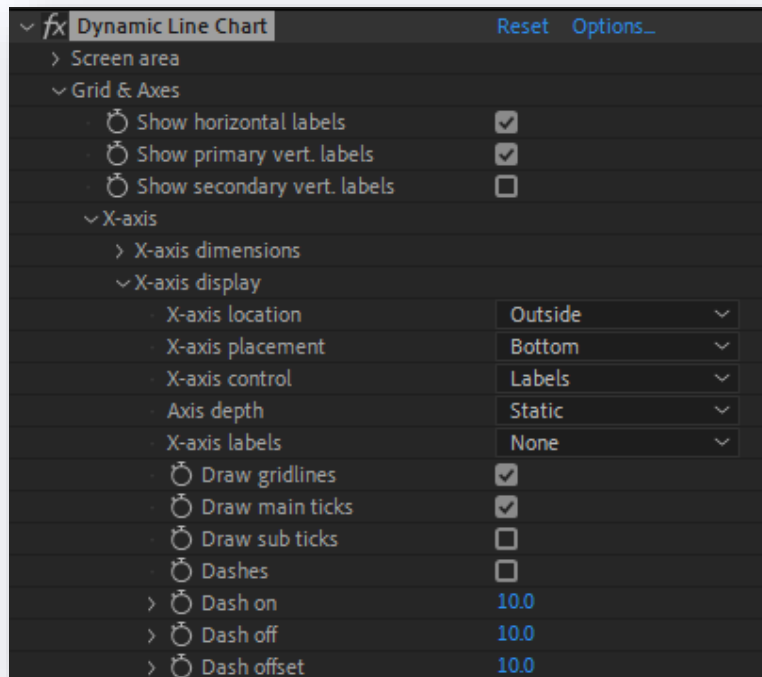 fx Dynamic Line Chart Reset Options...
Screen area
Grid & Axes
Show horizontal labels
Show primary vert. labels
Show secondary vert. labels
X-axis
X-axis dimensions
X-axis display
X-axis location Outside
X-axis placement Bottom
X-axis control Labels
Axis depth Static
X-axis labels None
Draw gridlines
Draw main ticks
Draw sub ticks
Dashes
Dash on 10.0
Dash off 10.0
Dash offset 10.0